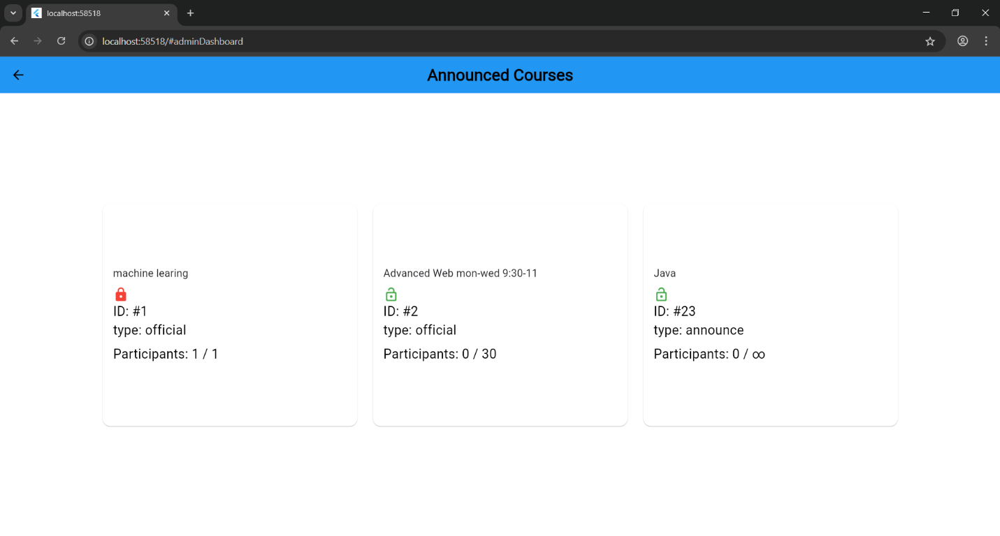 localhost:58518
localhost:58518/#adminDashboard
Announced Courses
machine learing
ID: #1
type: official
Participants: 1 / 1
Advanced Web mon-wed 9:30-11
ID: #2
type: official
Participants: 0 / 30
Java
ID: #23
type: announce
Participants: 0 / ∞